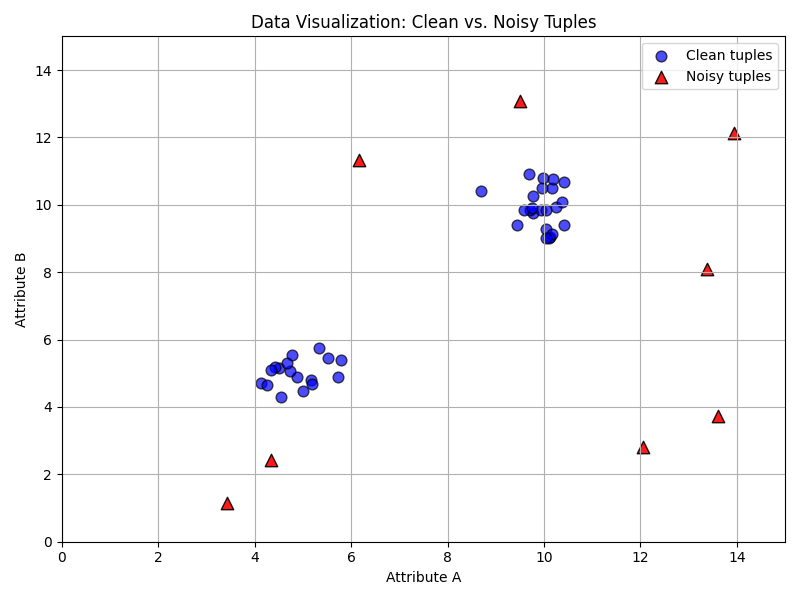 Data Visualization: Clean vs. Noisy Tuples
Clean tuples
Noisy tuples
Attribute B
14
12
10
8
6
4
2
0
0 2 4 6 8 10 12 14
Attribute A